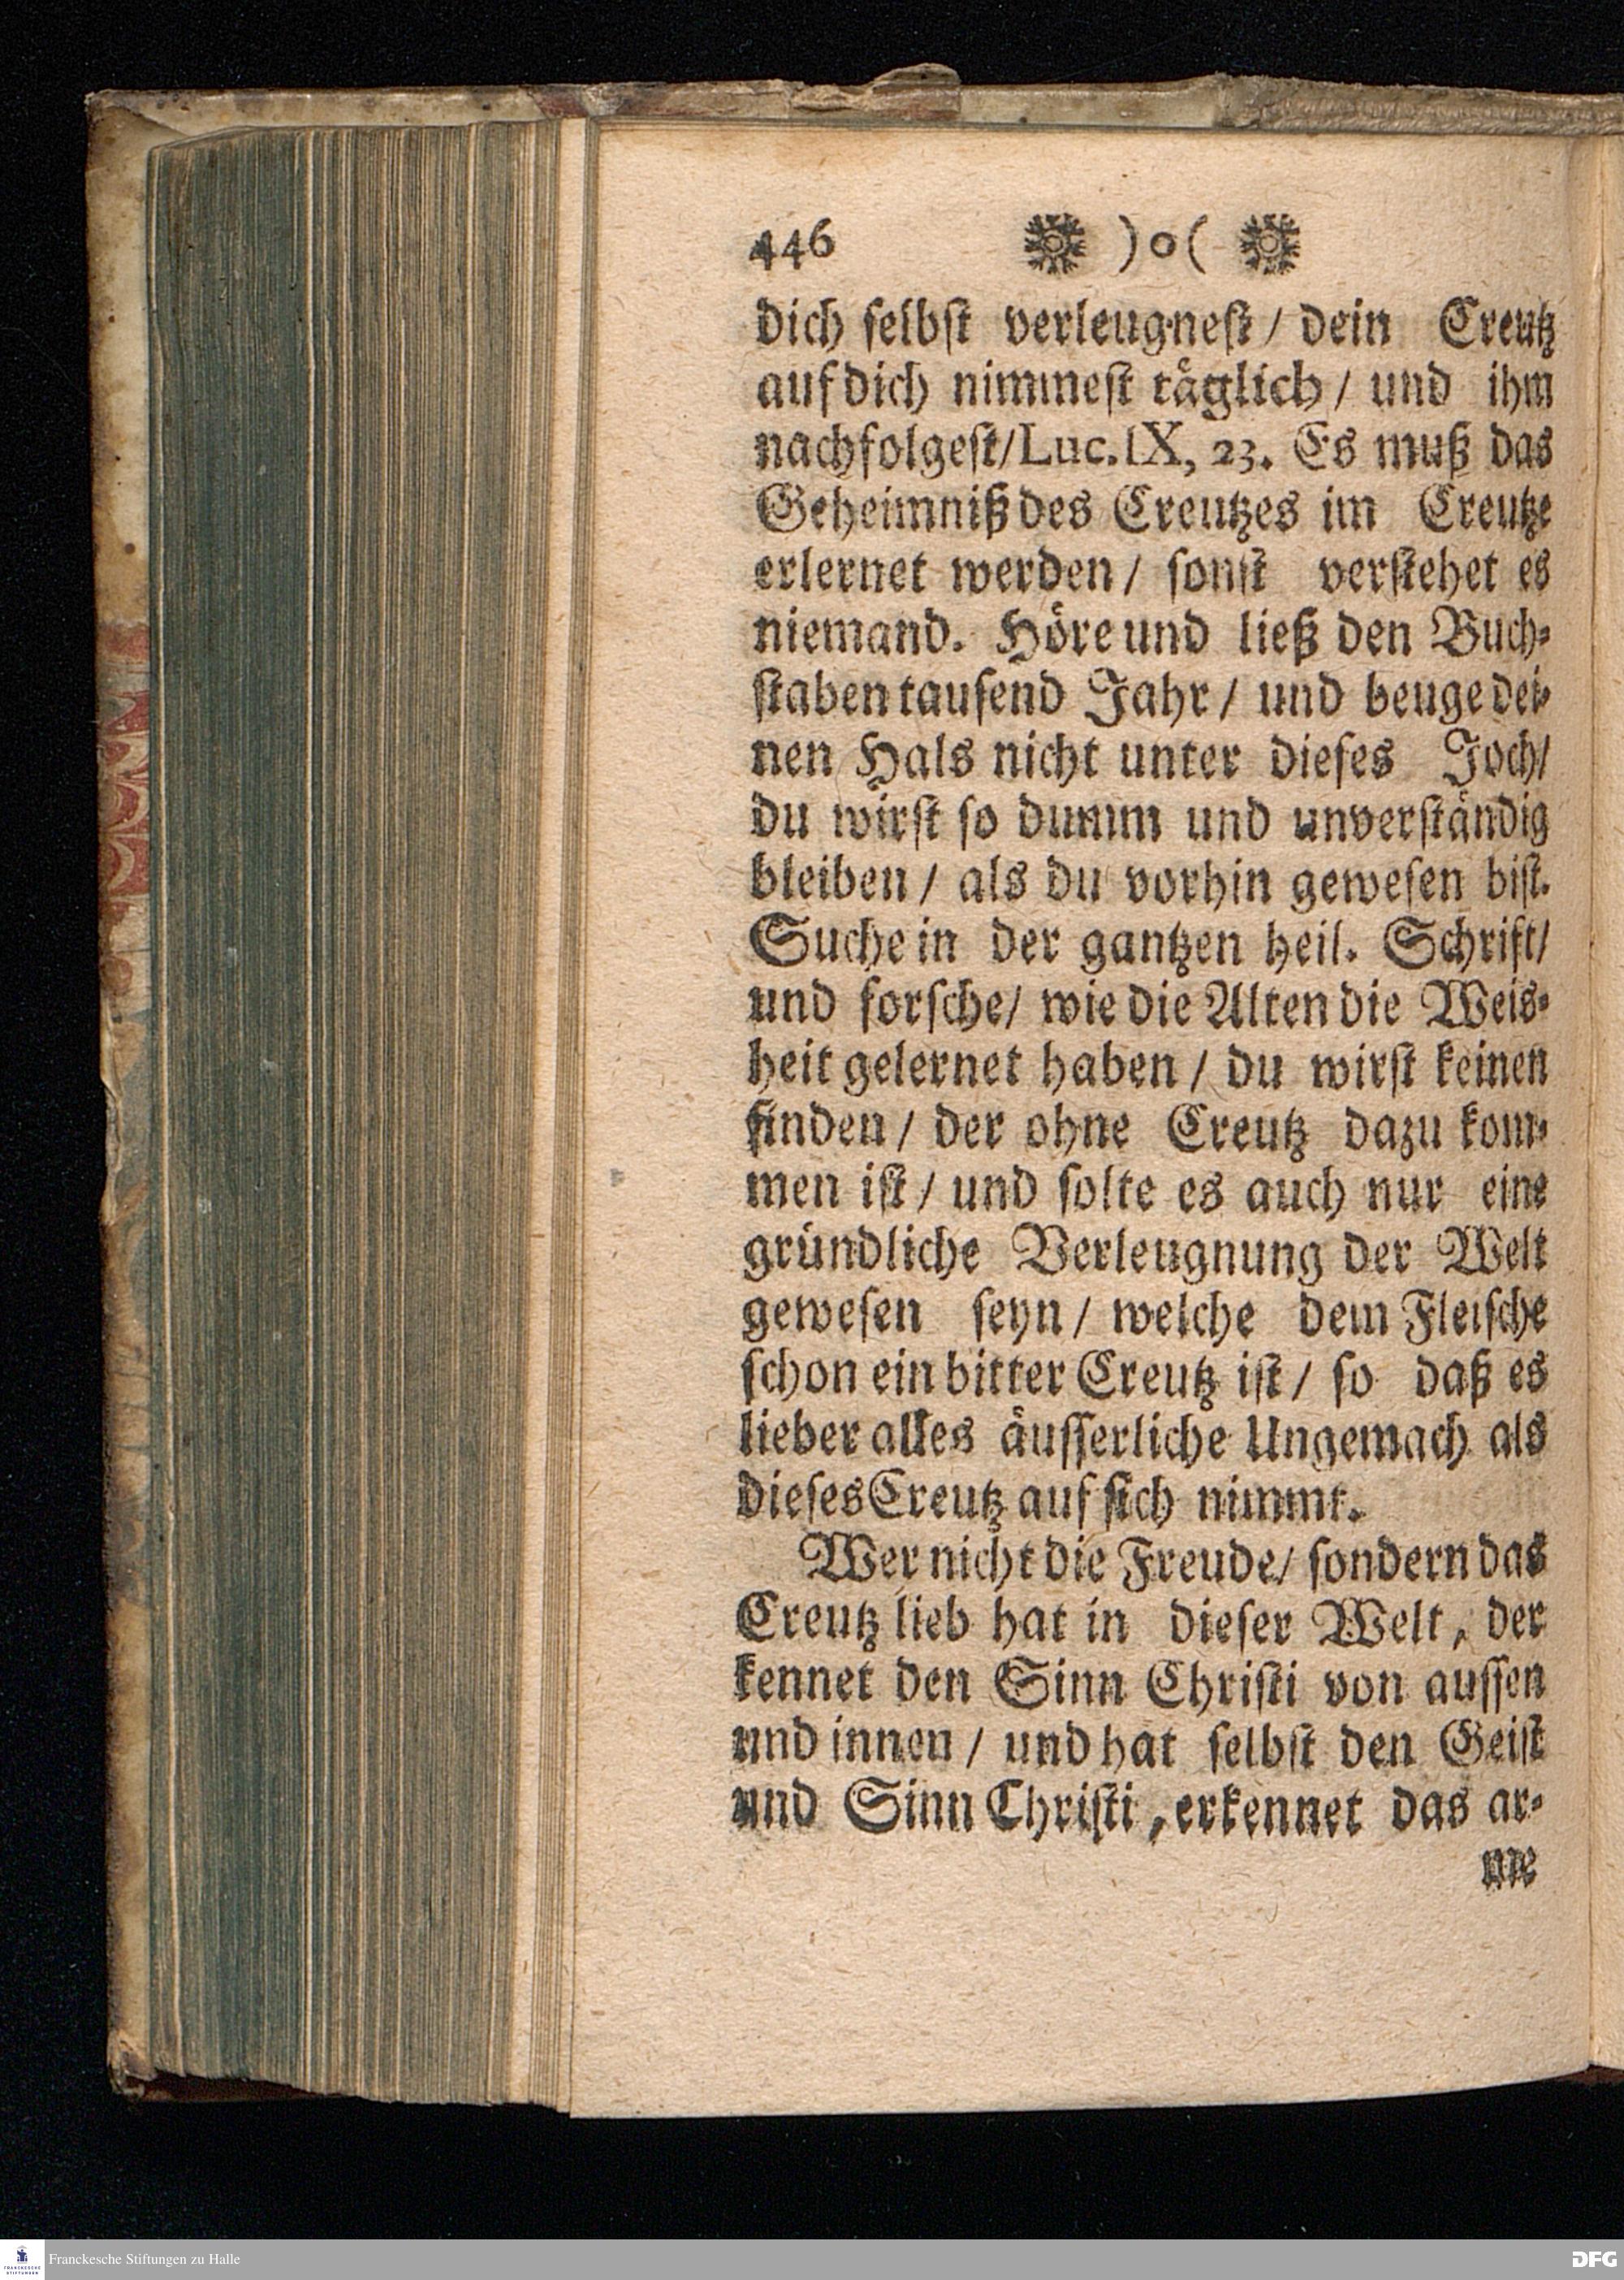 446 )o(
dich ſelbſt verleugneſt / dein Creutz
auf dich nimmeſt täglich / und ihm
nachfolgeſt / Luc. IX, 23. Es muß das
Geheimniß des Creutzes im Creutze
erlernet werden / ſonſt verſtehet es
niemand. Höre und ließ den Buch-
ſtaben tauſend Jahr / und beuge dei-
nen Hals nicht unter dieſes Joch /
du wirſt ſo dumm und unverſtändig
bleiben / als du vorhin geweſen biſt.
Suche in der gantzen heil. Schrift /
und forſche / wie die Alten die Weis-
heit gelernet haben / du wirſt keinen
finden / der ohne Creutz dazu kom-
men iſt / und ſolte es auch nur eine
gründliche Verleugnung der Welt
geweſen ſeyn / welche dem Fleiſche
ſchon ein bitter Creutz iſt / ſo daß es
lieber alles äuſſerliche Ungemach als
dieſes Creutz auf ſich nimmt.
Wer nicht die Freude / ſondern das
Creutz lieb hat in dieſer Welt, der
kennet den Sinn Chriſti von auſſen
und innen / und hat ſelbſt den Geiſt
und Sinn Chriſti, erkennet das ar-
me
Franckesche Stiftungen zu Halle
DFG